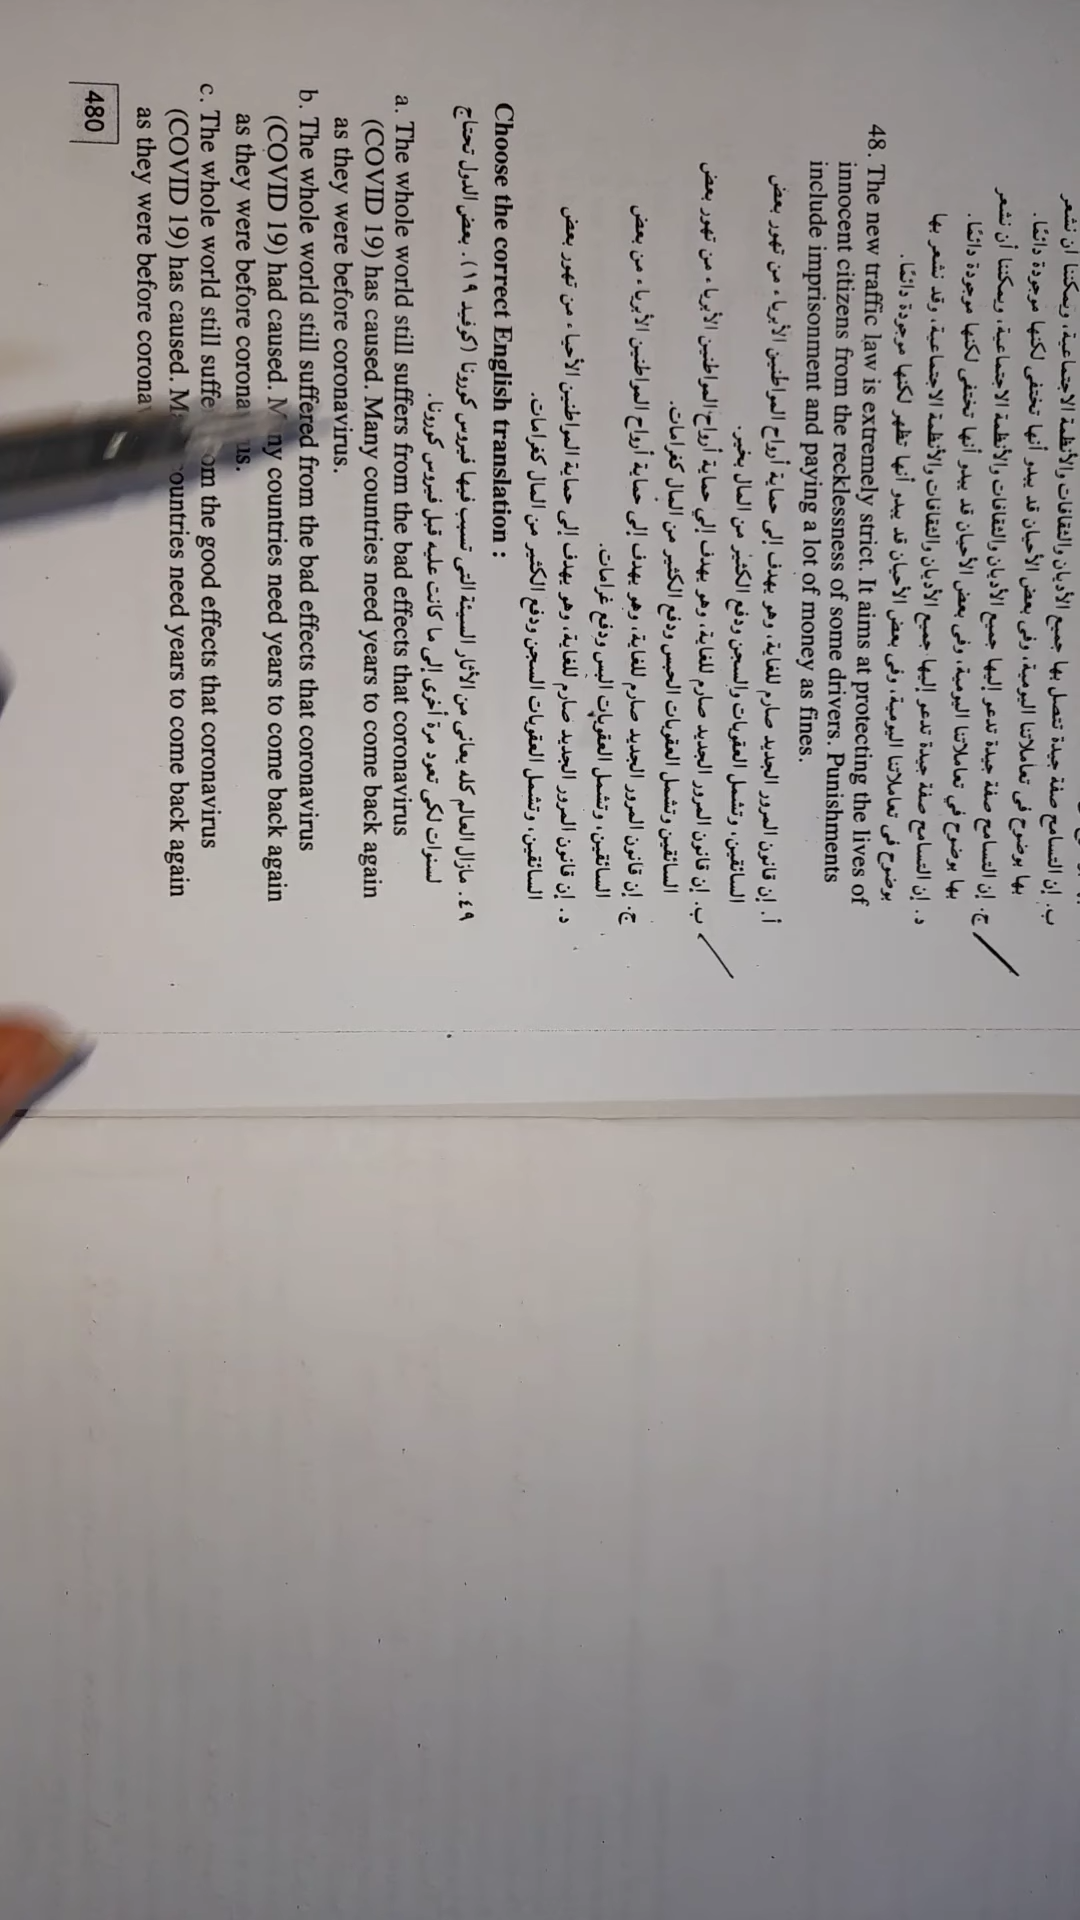 ب. إن التسامح صفة جيدة تتصل بها جميع الأديان والثقافات والأنظمة الاجتماعية، ويمكننا أن نشعر
بها بوضوح فى تعاملاتنا اليومية، وفى بعض الأحيان قد يبدو أنها تختفى لكنها موجودة دائمًا.
ج. إن التسامح صفة جيدة تدعو إليها جميع الأديان والثقافات والأنظمة الاجتماعية، ويمكننا أن نشعر
بها بوضوح في تعاملاتنا اليومية، وفى بعض الأحيان قد يبدو أنها تختفى لكنها موجودة دائمًا.
د. إن التسامح صفة جيدة تدعو إليها جميع الأديان والثقافات والأنظمة الاجتماعية، وقد نشعر بها
بوضوح فى تعاملاتنا اليومية، وفى بعض الأحيان قد يبدو أنها تظهر لكنها موجودة دائمًا.
48. The new traffic law is extremely strict. It aims at protecting the lives of
innocent citizens from the recklessness of some drivers. Punishments
include imprisonment and paying a lot of money as fines.
أ. إن قانون المرور الجديد صارم للغاية، وهو يهدف إلى حماية أرواح المواطنين الأبرياء من تهور بعض
السائقين، وتشمل العقوبات والسجن ودفع الكثير من المال بخير.
ب. إن قانون المرور الجديد صارم للغاية، وهو يهدف إلي حماية أرواح المواطنين الأبرياء من تهور بعض
السائقين وتشمل العقوبات الحبس ودفع الكثير من المال كغرامات.
ج. إن قانون المرور الجديد صارم للغاية، وهو يهدف إلى حماية أرواح المواطنين الأبرياء من بعض
السائقين، وتشمل العقوبات البس ودفع غرامات.
د. إن قانون المرور الجديد صارم للغاية، وهو يهدف إلى حماية المواطنين الأحياء من تهور بعض
السائقين، وتشمل العقوبات السجن ودفع الكثير من المال كغرامات.
Choose the correct English translation :
٤٩. مازال العالم كله يعانى من الأثار السيئة التى تسبب فيها فيروس كورونا (كوفيد ١٩). بعض الدول تحتاج
لسنوات لكى تعود مرة أخرى إلى ما كانت عليه قبل فيروس كورونا.
a. The whole world still suffers from the bad effects that coronavirus
(COVID 19) has caused. Many countries need years to come back again
as they were before coronavirus.
b. The whole world still suffered from the bad effects that coronavirus
(COVID 19) had caused. Many countries need years to come back again
as they were before
c. The whole world still from the good effects that coronavirus
(COVID 19) has caused. countries need years to come back again
as they were before
480